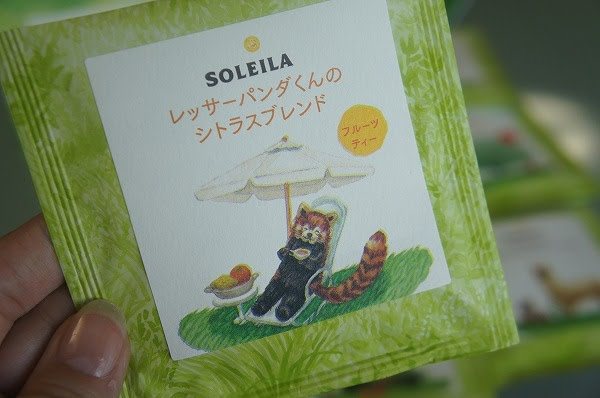 SOLEILA
レッサーパンダくんの
シトラスブレンド
フルーツ
ティー